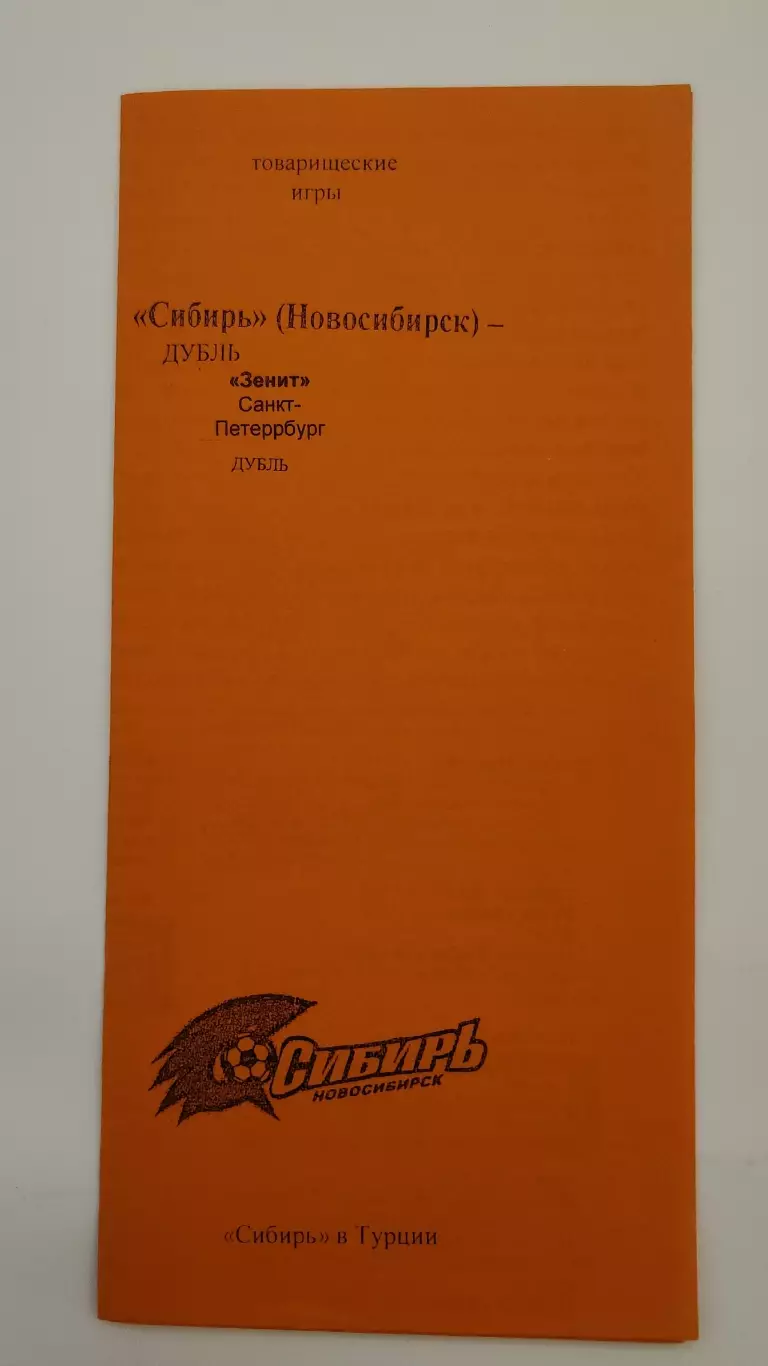 товарищеские
игры
«Сибирь» (Новосибирск) –
ДУБЛЬ
«Зенит»
Санкт-
Петеррбург
ДУБЛЬ
СИБИРЬ
НОВОСИБИРСК
«Сибирь» в Турции